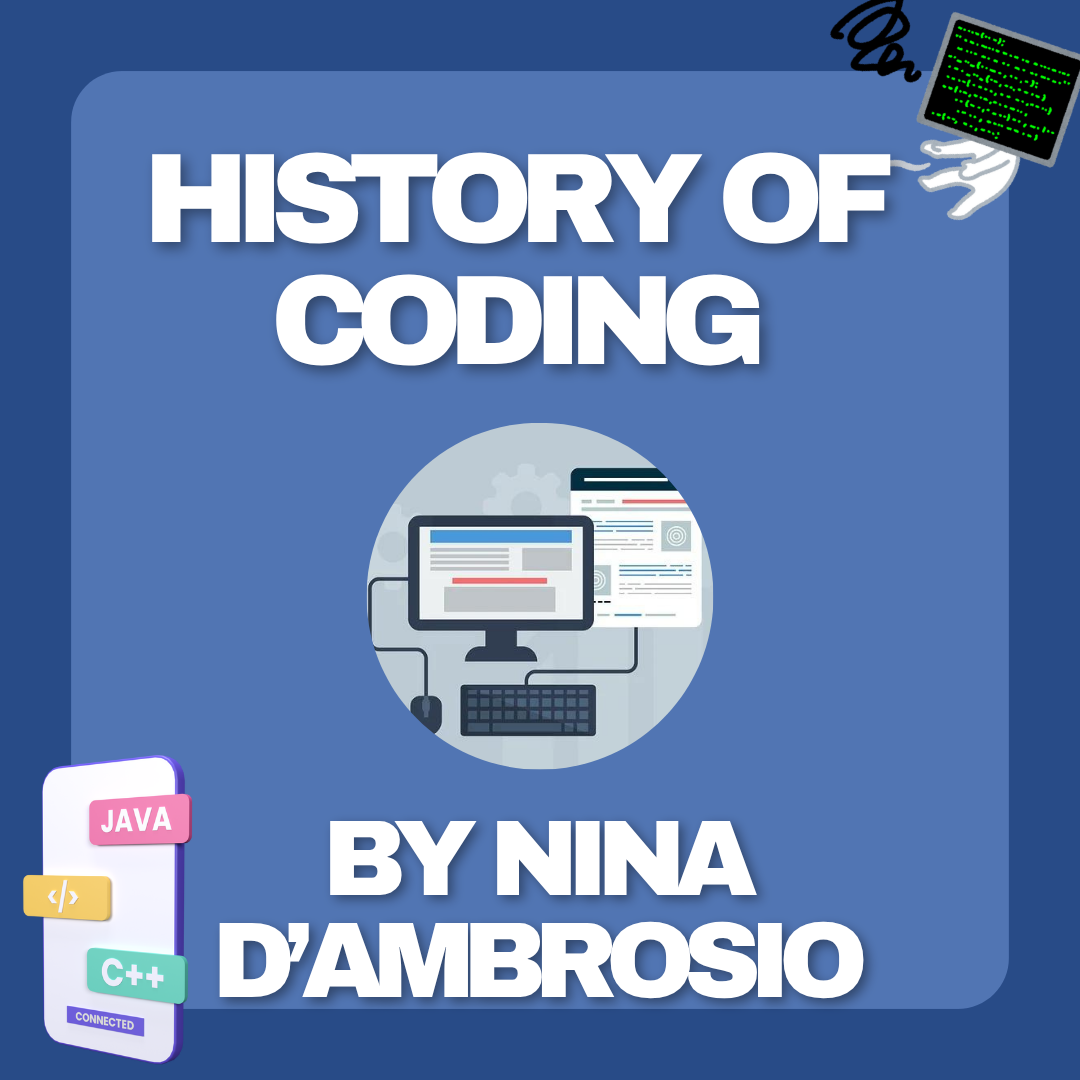 HISTORY OF
CODING
JAVA
</>
C++
CONNECTED
BY NINA
D’AMBROSIO